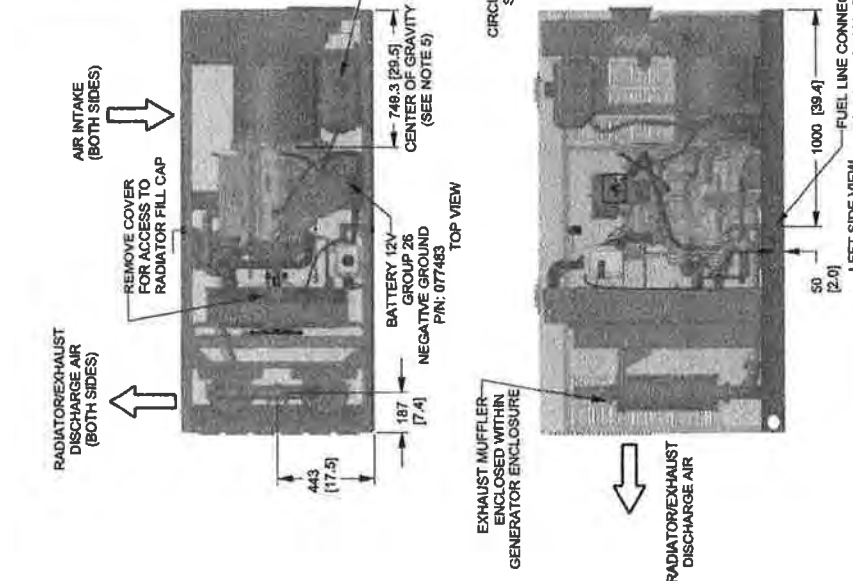 AIR INTAKE
(BOTH SIDES)
REMOVE COVER
FOR ACCESS TO
RADIATOR FILL CAP
RADIATOR/EXHAUST
DISCHARGE AIR
(BOTH SIDES)
749.3 [29.5]
CENTER OF GRAVITY
(SEE NOTE 5)
BATTERY 12V
GROUP 26
NEGATIVE GROUND
P/N: 077483
TOP VIEW
187
[7.4]
443
[17.5]
CIRC
S
EXHAUST MUFFLER
ENCLOSED WITHIN
GENERATOR ENCLOSURE
RADIATOR/EXHAUST
DISCHARGE AIR
1000 [39.4]
FUEL LINE CONNEC
50
[2.0]
LEFT SIDE VIEW